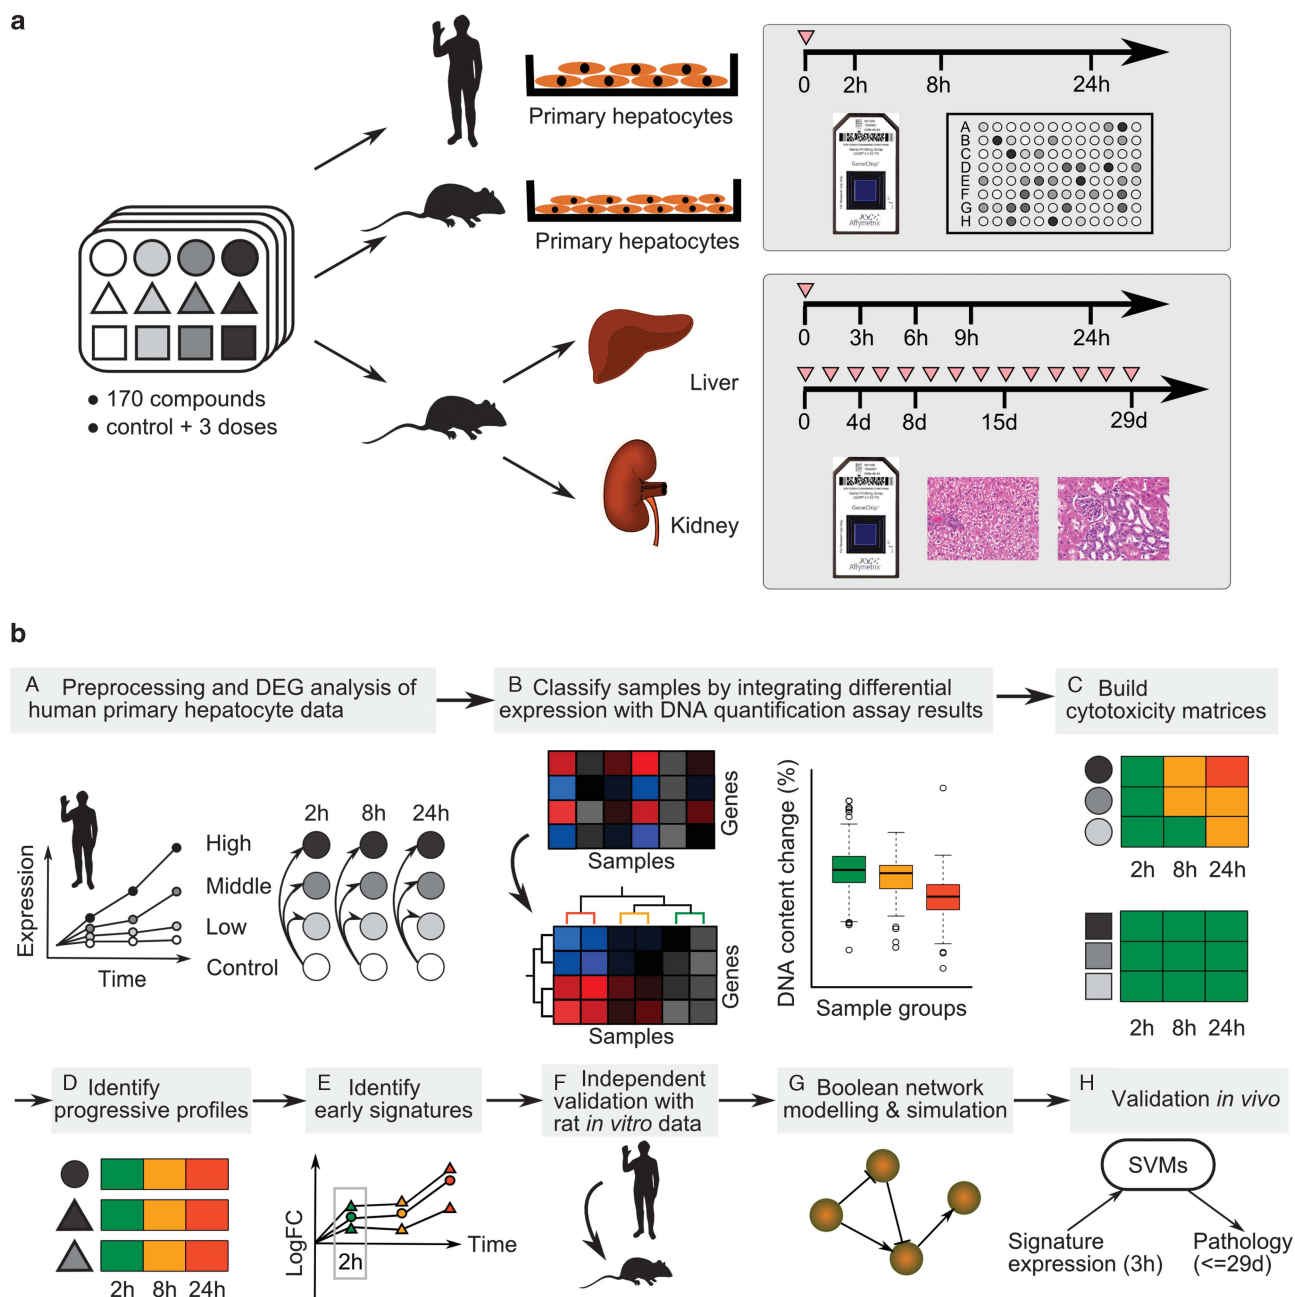 a
Primary hepatocytes
0 2h 8h 24h
GeneChip®
Affymetrix
A
B
C
D
E
F
G
H
Primary hepatocytes
● 170 compounds
● control + 3 doses
Liver
Kidney
0 3h 6h 9h 24h
0 4d 8d 15d 29d
GeneChip®
Affymetrix
b
A Preprocessing and DEG analysis of
human primary hepatocyte data
B Classify samples by integrating differential
expression with DNA quantification assay results
C Build
cytotoxicity matrices
Expression
Time
High
Middle
Low
Control
2h 8h 24h
Genes
Samples
Genes
Samples
DNA content change (%)
Sample groups
2h 8h 24h
2h 8h 24h
D Identify
progressive profiles
E Identify
early signatures
F Independent
validation with
rat in vitro data
G Boolean network
modelling & simulation
H Validation in vivo
2h 8h 24h
LogFC
2h
Time
SVMs
Signature
expression (3h)
Pathology
(<=29d)